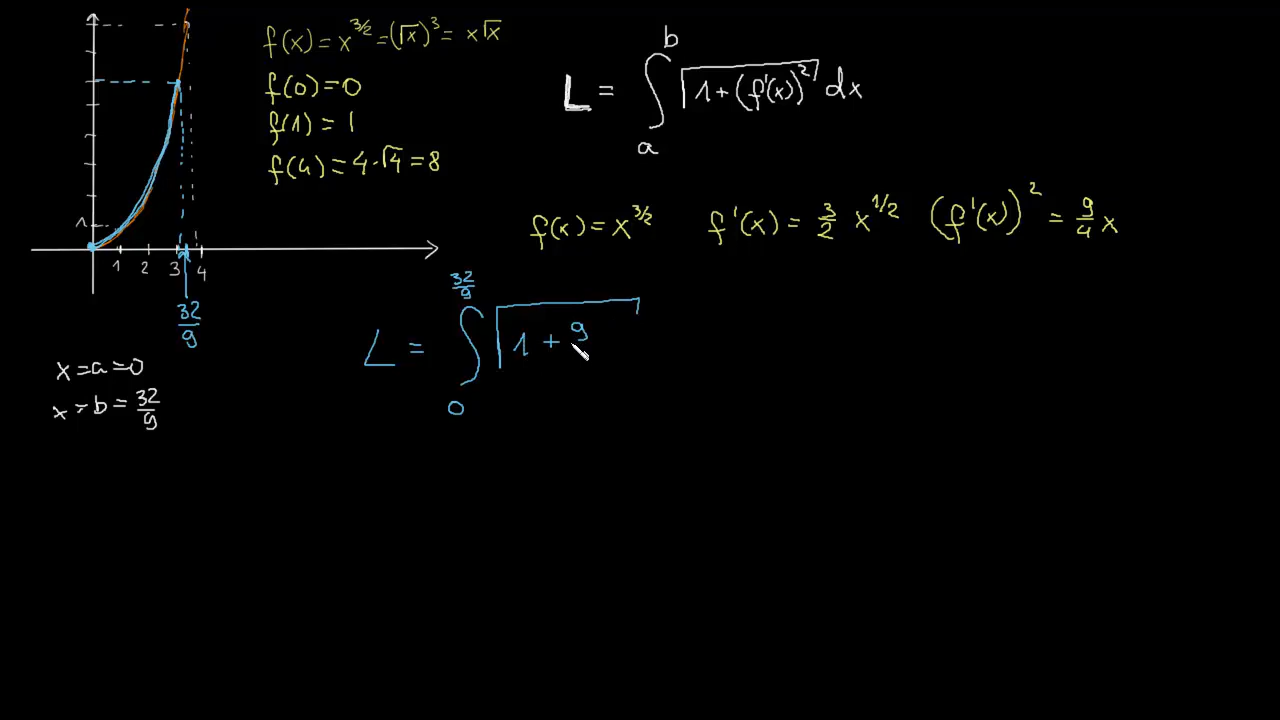 f(x) = x^{3/2} = (√x)^3 = x√x
f(0) = 0
f(1) = 1
f(4) = 4·√4 = 8
L = ∫_a^b √(1 + (f'(x))^2) dx
f(x) = x^{3/2} f'(x) = 3/2 x^{1/2} (f'(x))^2 = 9/4 x
1
1 2 3 4
32/9
x = a = 0
x = b = 32/9
L = ∫_0^{32/9} √(1 + 9